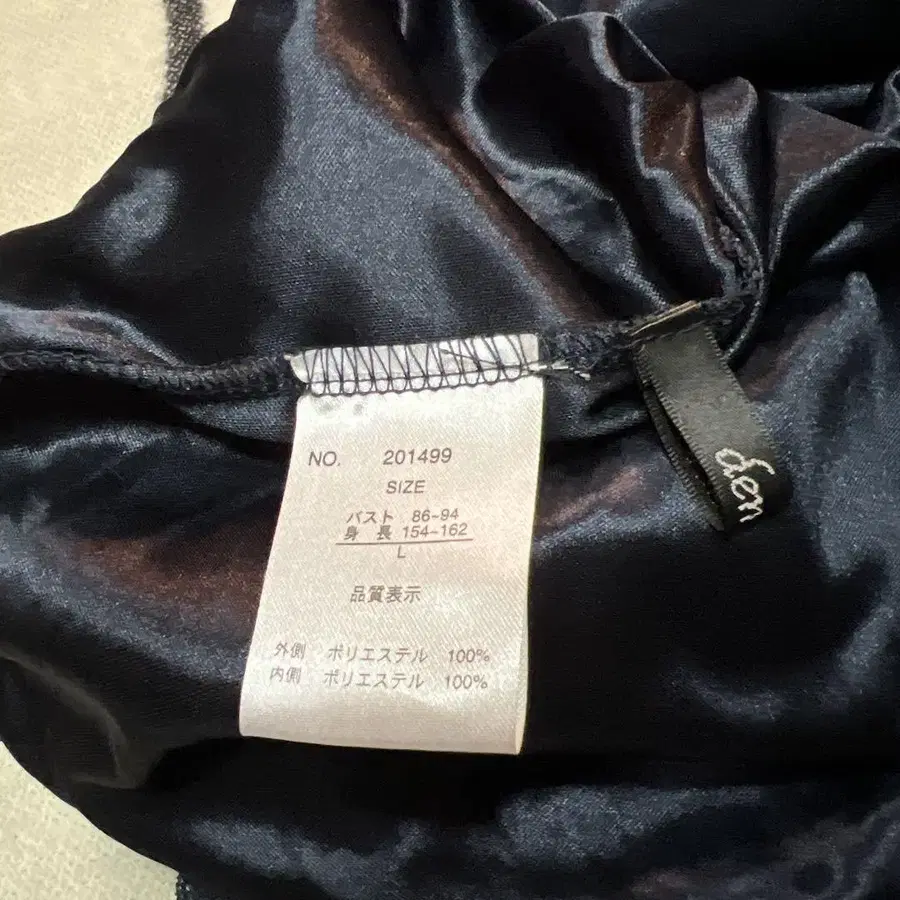 NO. 201499
SIZE
バスト 86~94
身長 154~162
L
品質表示
外側 ポリエステル 100%
内側 ポリエステル 100%